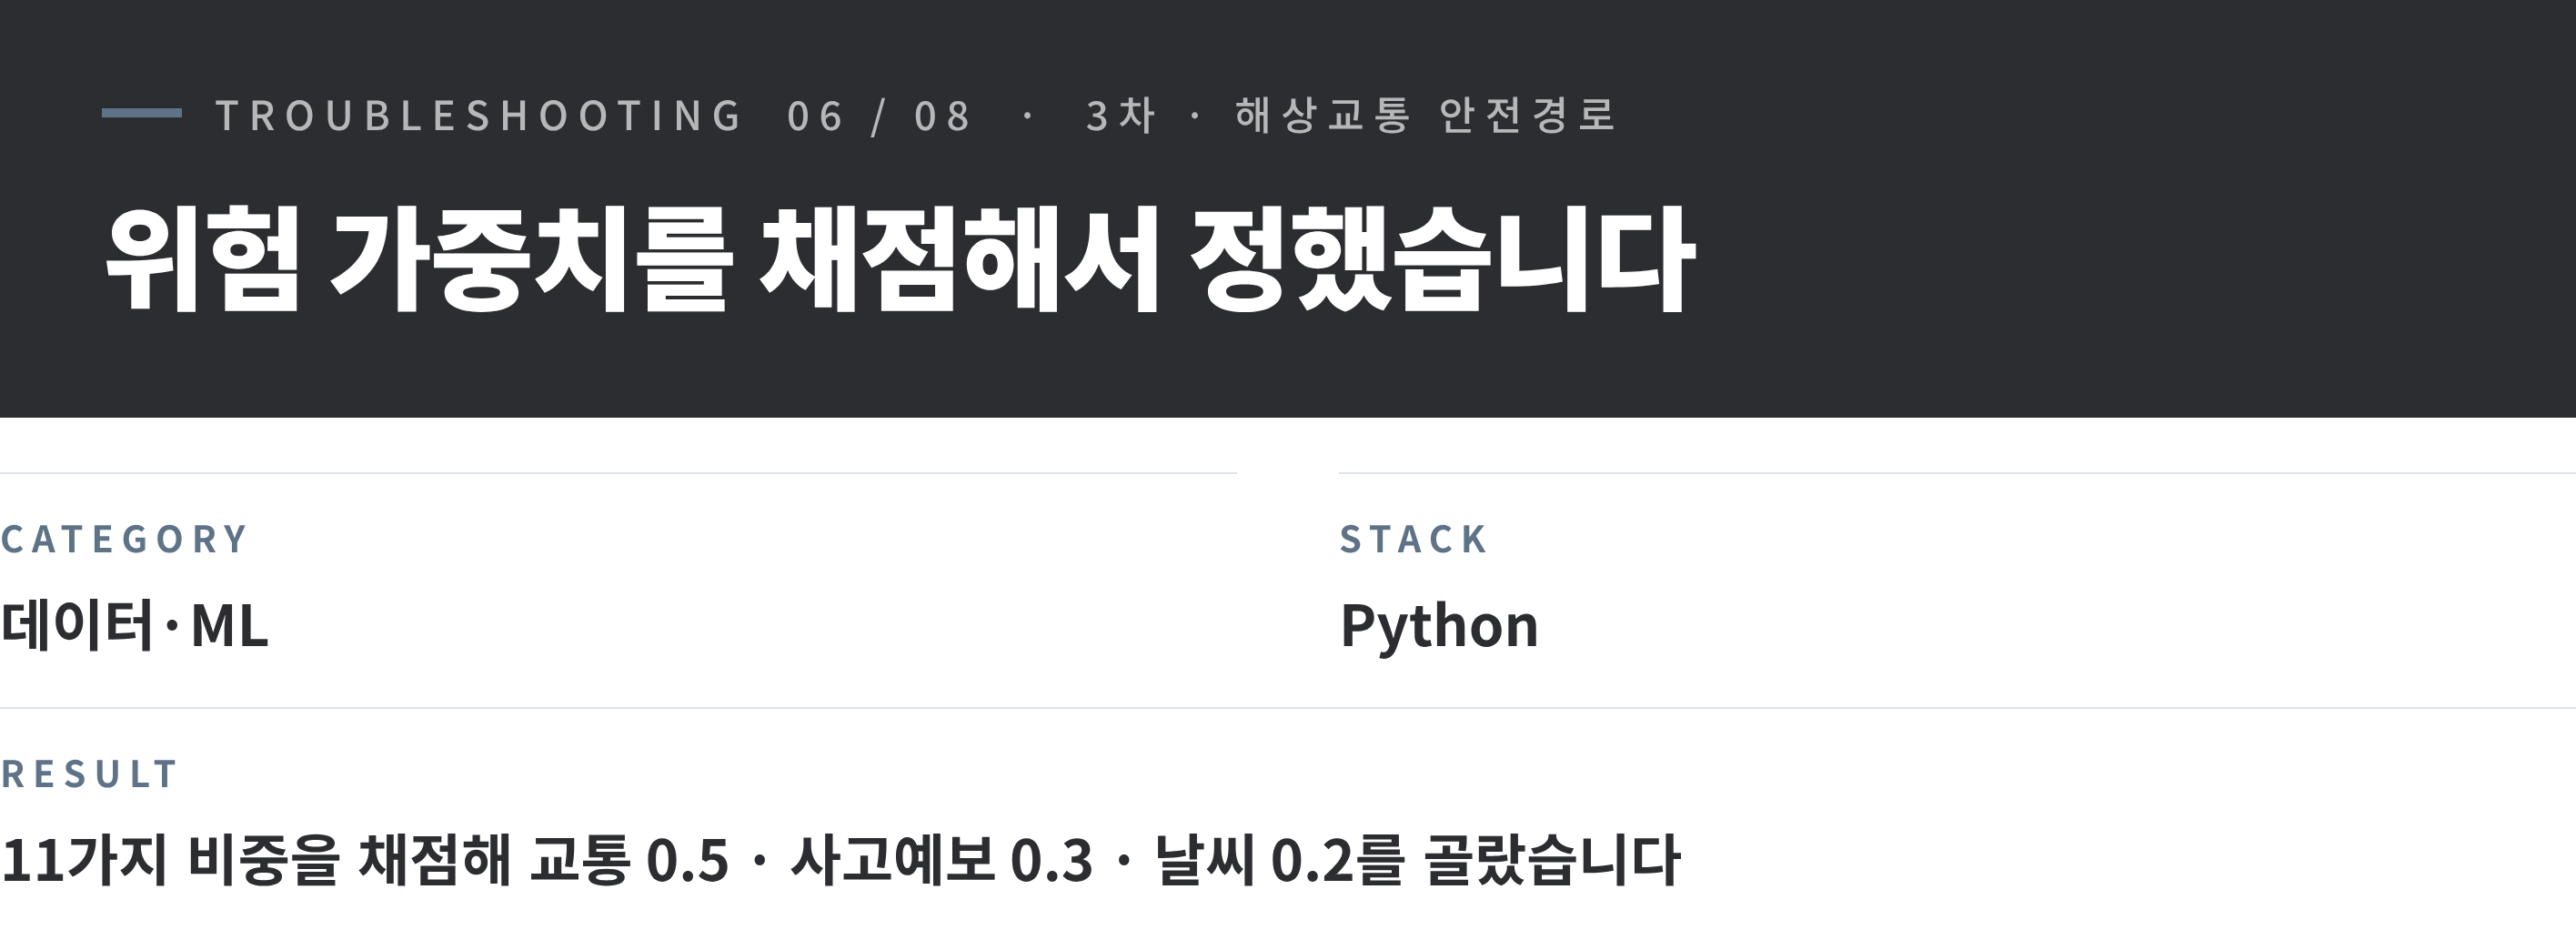 TROUBLESHOOTING 06 / 08 · 3차 · 해상교통 안전경로
위험 가중치를 채점해서 정했습니다
CATEGORY
데이터·ML
STACK
Python
RESULT
11가지 비중을 채점해 교통 0.5 · 사고예보 0.3 · 날씨 0.2를 골랐습니다